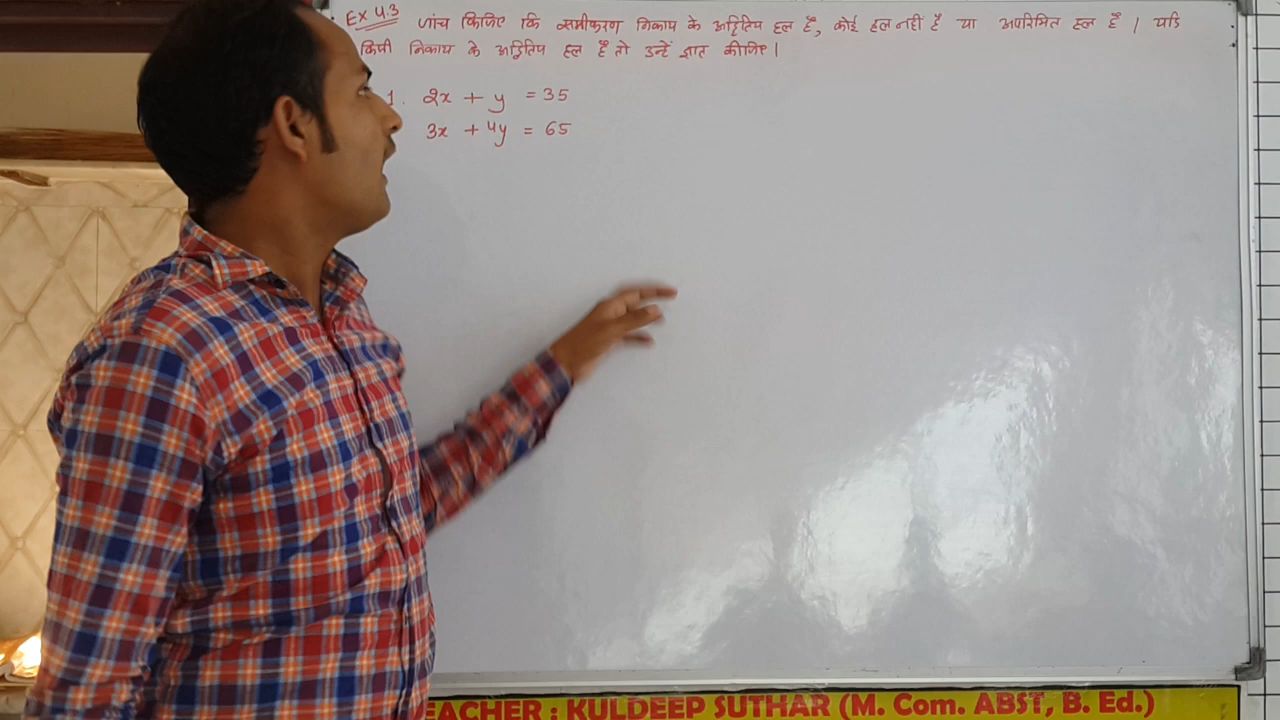 Ex 4.3 जांच किजिए कि समीकरण निकाय के अद्वितिय हल है, कोई हल नहीं है या अपरिमित हल है । यदि
किसी निकाय के अद्वितिय हल है तो उन्हें ज्ञात कीजिए ।
1. 2x + y = 35
3x + 4y = 65
EACHER : KULDEEP SUTHAR (M. Com. ABST, B. Ed.)